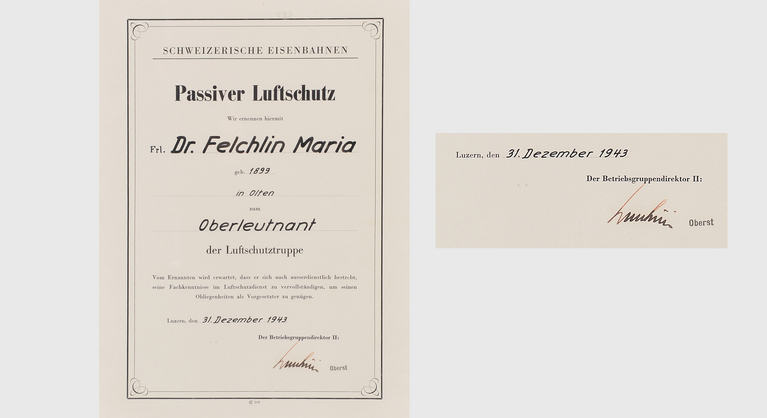 SCHWEIZERISCHE EISENBAHNEN
Passiver Luftschutz
Wir ernennen hiermit
Frl. Dr. Felchlin Maria
geb. 1899
in Olten
zum
Oberleutnant
der Luftschutztruppe
Vom Ernannten wird erwartet, dass er sich auch ausserdienstlich bestrebt,
seine Fachkenntnisse im Luftschutzdienst zu vervollständigen, um seinen
Obliegenheiten als Vorgesetzter zu genügen.
Luzern, den 31. Dezember 1943
Der Betriebsgruppendirektor II:
Oberst
Luzern, den 31. Dezember 1943
Der Betriebsgruppendirektor II:
Oberst